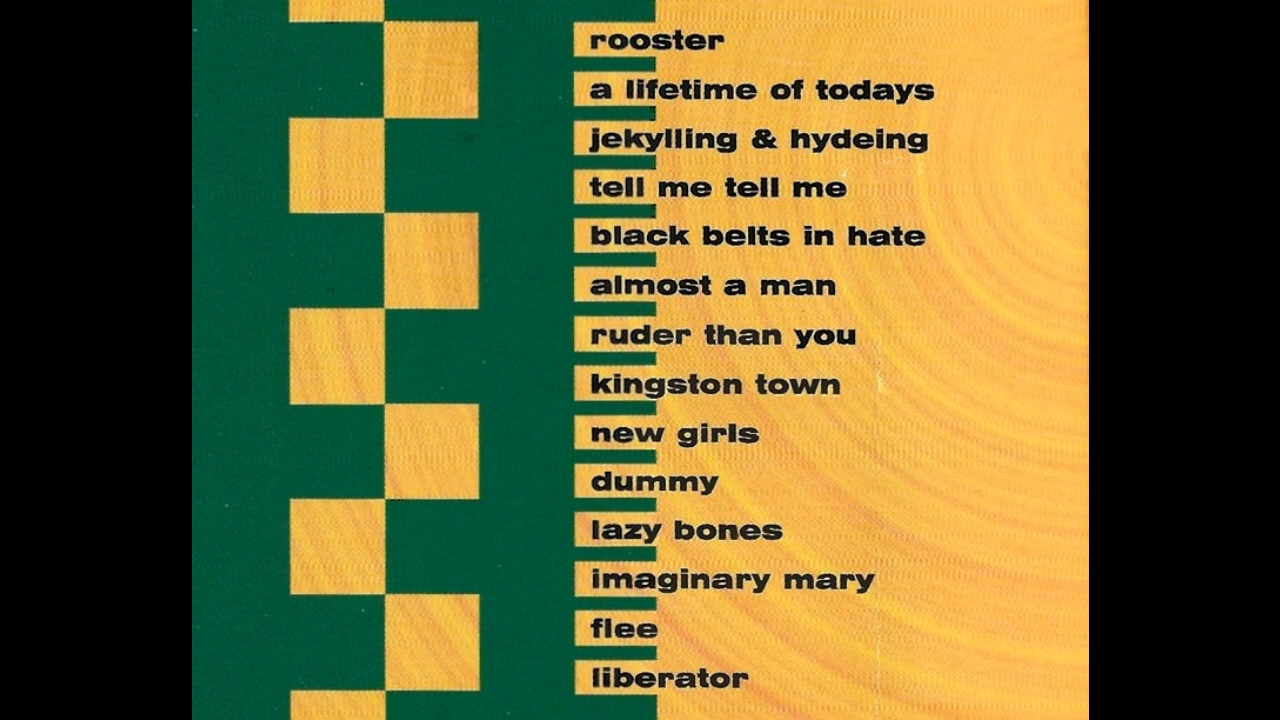 rooster
a lifetime of todays
jekylling & hydeing
tell me tell me
black belts in hate
almost a man
ruder than you
kingston town
new girls
dummy
lazy bones
imaginary mary
flee
liberator